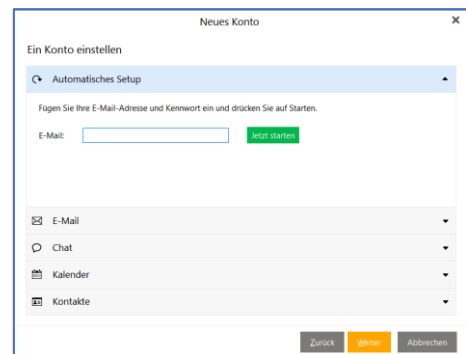 Neues Konto
Ein Konto einstellen
Automatisches Setup
Fügen Sie Ihre E-Mail-Adresse und Kennwort ein und drücken Sie auf Starten.
E-Mail:
Jetzt starten
E-Mail
Chat
Kalender
Kontakte
Zurück Weiter Abbrechen